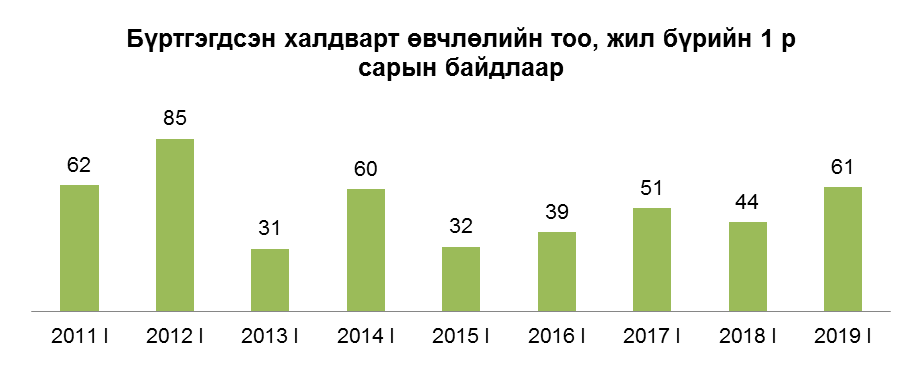 Бүртгэгдсэн халдварт өвчлөлийн тоо, жил бүрийн 1 р
сарын байдлаар
62 85 31 60 32 39 51 44 61
2011 I 2012 I 2013 I 2014 I 2015 I 2016 I 2017 I 2018 I 2019 I